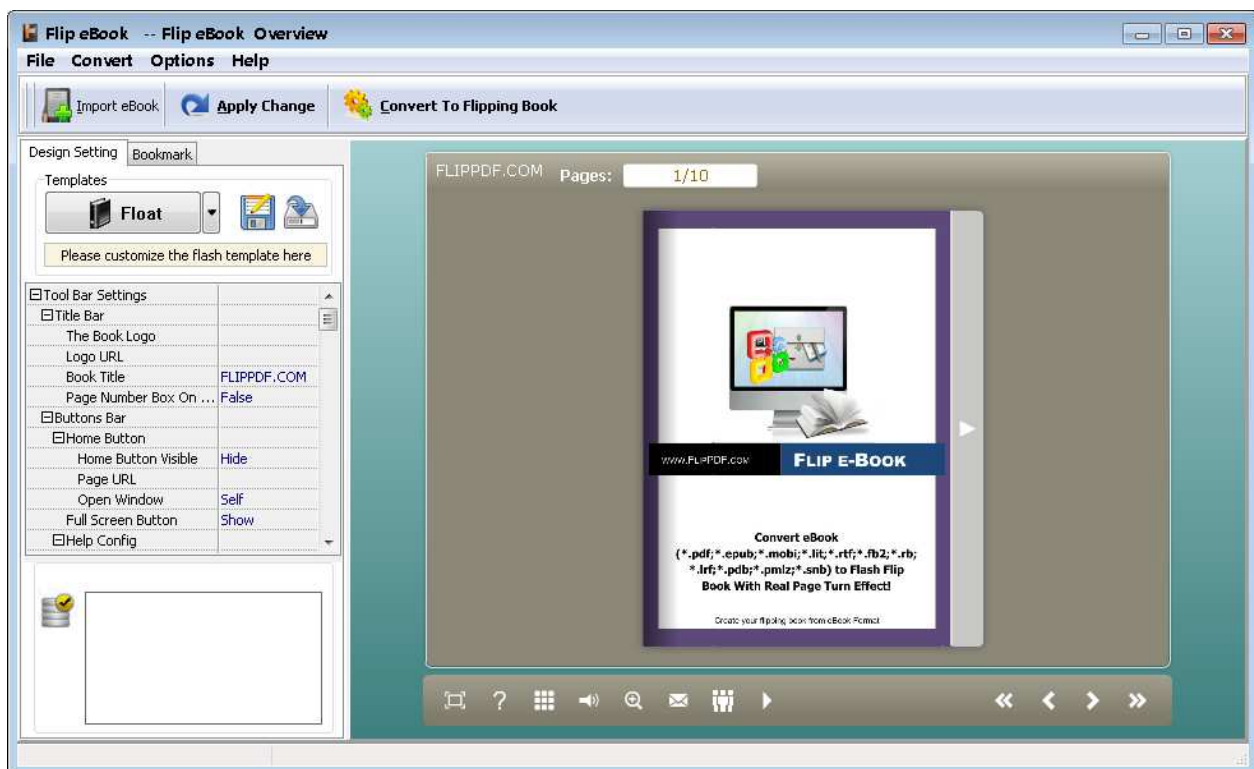 Flip eBook -- Flip eBook Overview
File Convert Options Help
Import eBook Apply Change Convert To Flipping Book
Design Setting Bookmark
Templates
Float
Please customize the flash template here
Tool Bar Settings
Title Bar
The Book Logo
Logo URL
Book Title FLIPPDF.COM
Page Number Box On ... False
Buttons Bar
Home Button
Home Button Visible Hide
Page URL
Open Window Self
Full Screen Button Show
Help Config
FLIPPDF.COM Pages: 1/10
www.FlipPDF.com Flip e-Book
Convert eBook
(*.pdf;*.epub;*.mobi;*.lit;*.rtf;*.fb2;*.rb;
*.lrf;*.pdb;*.pmlz;*.snb) to Flash Flip
Book With Real Page Turn Effect!
Create your flipping book from eBook Format